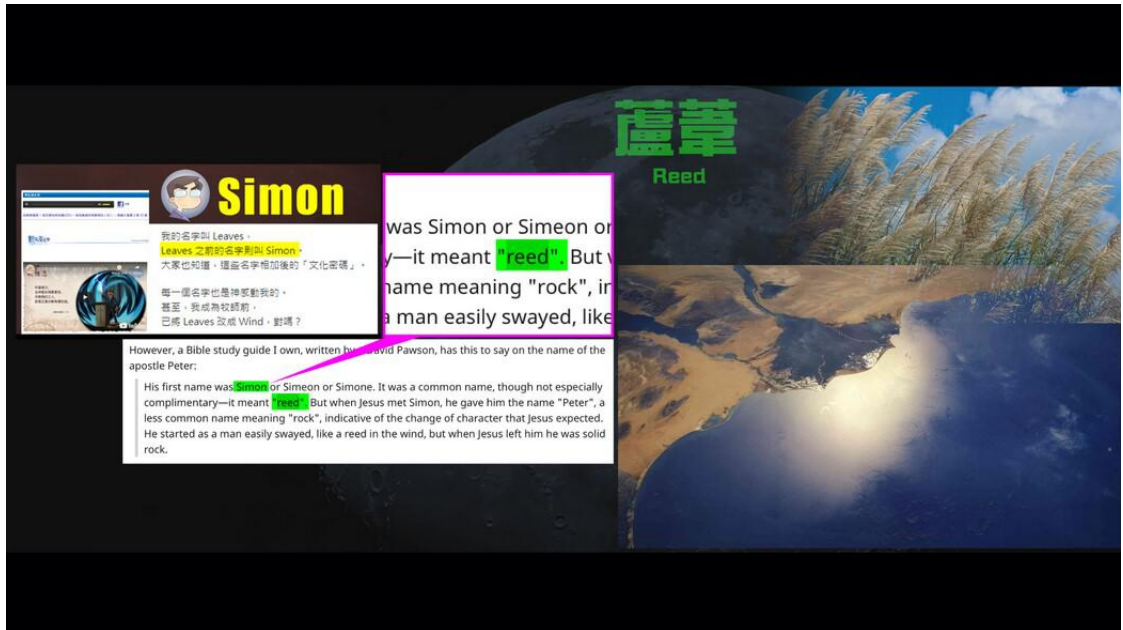 蘆葦
Reed
Simon
我的名字叫 Leaves。
Leaves 之前的名字則叫 Simon。
大家也知道,這些名字相加後的「文化密碼」。
每一個名字也是神感動我的。
甚至,我成為牧師前,
已將 Leaves 改成 Wind,對嗎?
was Simon or Simeon or
y—it meant "reed". But
name meaning "rock", in
a man easily swayed, like
However, a Bible study guide I own, written by David Pawson, has this to say on the name of the
apostle Peter:
His first name was Simon or Simeon or Simone. It was a common name, though not especially
complimentary—it meant "reed". But when Jesus met Simon, he gave him the name "Peter", a
less common name meaning "rock", indicative of the change of character that Jesus expected.
He started as a man easily swayed, like a reed in the wind, but when Jesus left him he was solid
rock.